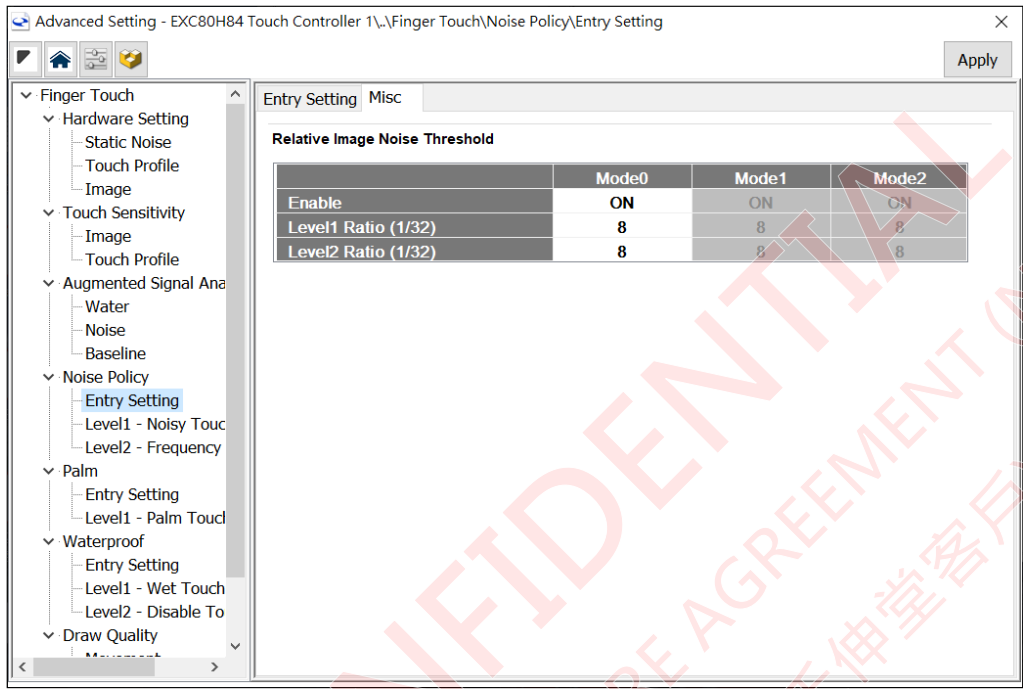 Advanced Setting - EXC80H84 Touch Controller 1\..\Finger Touch\Noise Policy\Entry Setting
Apply
Finger Touch
Hardware Setting
Static Noise
Touch Profile
Image
Touch Sensitivity
Image
Touch Profile
Augmented Signal Ana
Water
Noise
Baseline
Noise Policy
Entry Setting
Level1 - Noisy Touc
Level2 - Frequency
Palm
Entry Setting
Level1 - Palm Touch
Waterproof
Entry Setting
Level1 - Wet Touch
Level2 - Disable To
Draw Quality
Movement
Entry Setting Misc
Relative Image Noise Threshold
Mode0 Mode1 Mode2
Enable ON ON ON
Level1 Ratio (1/32) 8 8 8
Level2 Ratio (1/32) 8 8 8
NFIDENTIAL
RE AGREEMENT (N